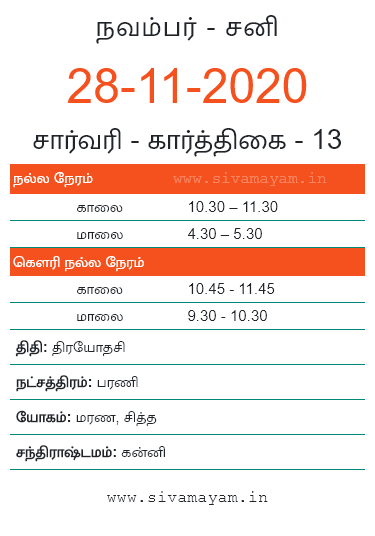 நவம்பர் - சனி
28-11-2020
சார்வரி - கார்த்திகை - 13
நல்ல நேரம் www.sivamayam.in
காலை 10.30 – 11.30
மாலை 4.30 – 5.30
கௌரி நல்ல நேரம்
காலை 10.45 - 11.45
மாலை 9.30 - 10.30
திதி: திரயோதசி
நட்சத்திரம்: பரணி
யோகம்: மரண, சித்த
சந்திராஷ்டமம்: கன்னி
www.sivamayam.in